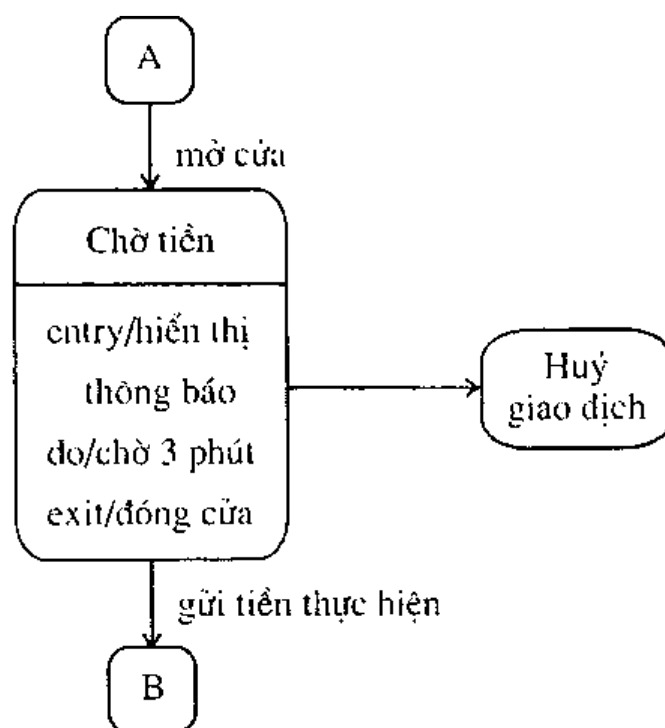 A
mở cửa
Chờ tiền
entry/hiển thị
thông báo
do/chờ 3 phút
exit/đóng cửa
Huỷ
giao dịch
gửi tiền thực hiện
B